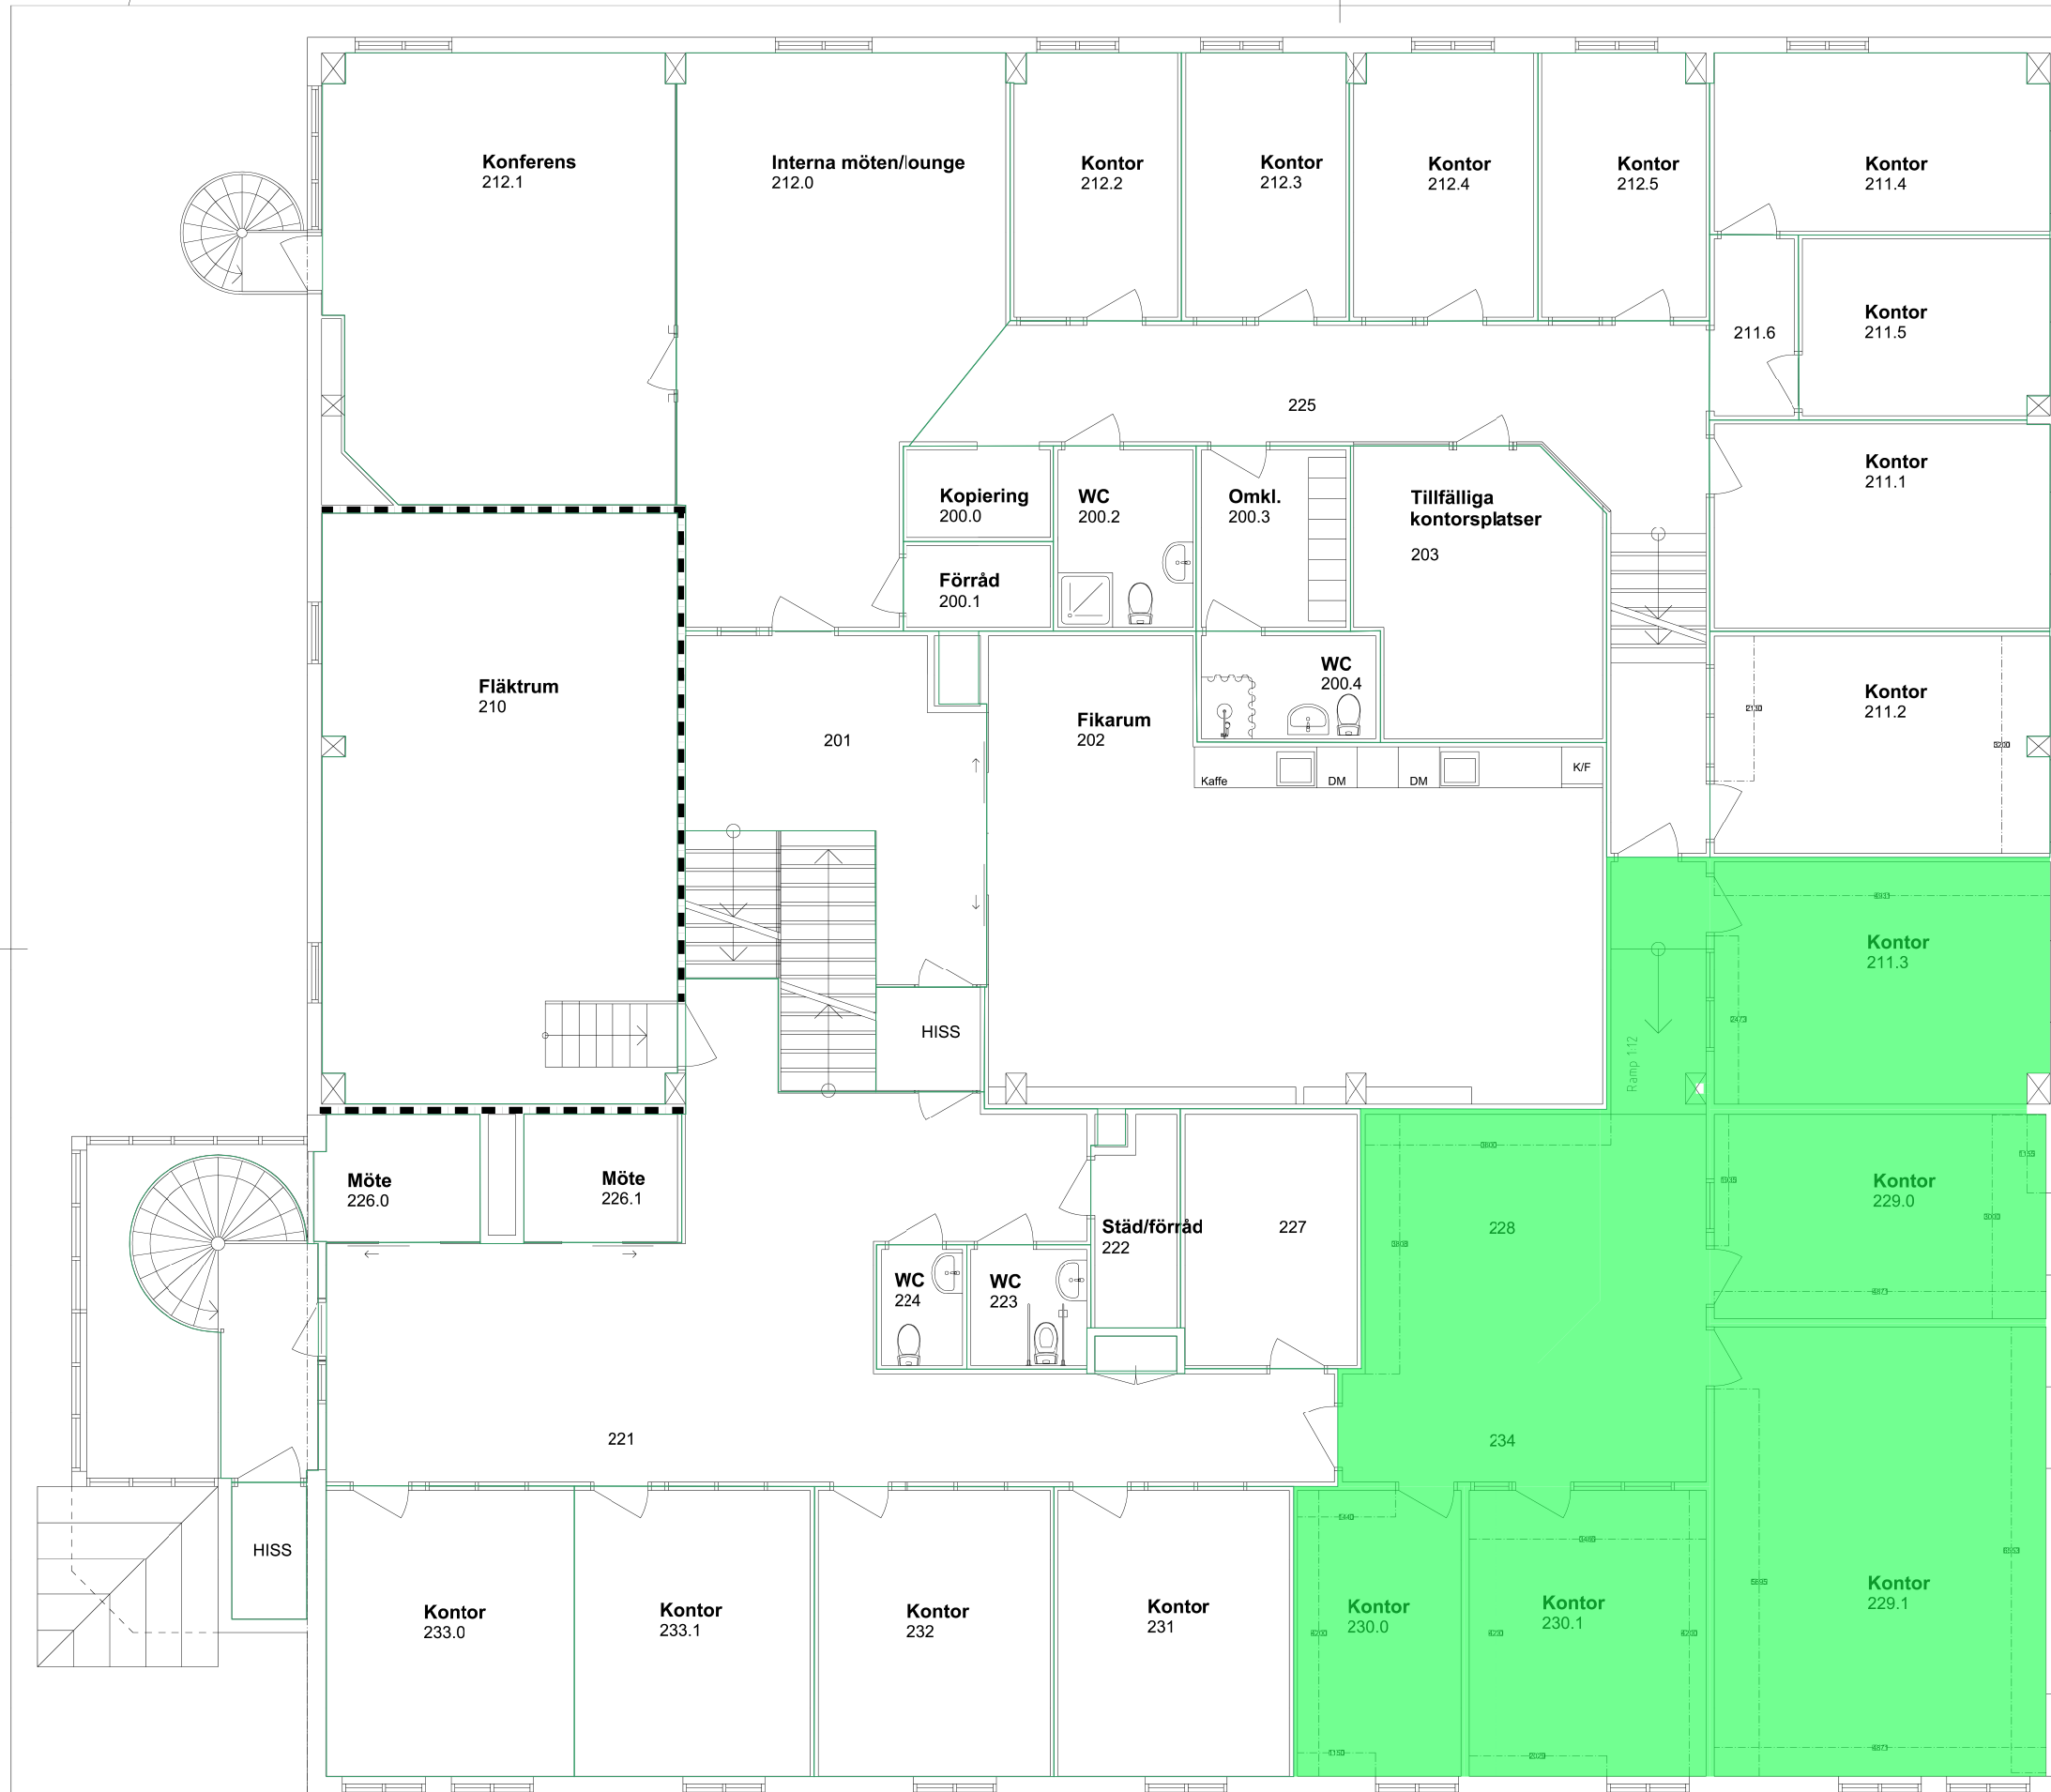 Konferens
212.1
Interna möten/lounge
212.0
Kontor
212.2
Kontor
212.3
Kontor
212.4
Kontor
212.5
Kontor
211.4
Kontor
211.5
211.6
225
Kontor
211.1
Kopiering
200.0
WC
200.2
Omkl.
200.3
Tillfälliga
kontorsplatser
203
Förråd
200.1
WC
200.4
Fläktrum
210
201
Fikarum
202
Kontor
211.2
Kaffe
DM
DM
K/F
Kontor
211.3
HISS
Ramp 1:12
Möte
226.0
Möte
226.1
Städ/förråd
222
227
228
Kontor
229.0
WC
224
WC
223
221
234
HISS
Kontor
233.0
Kontor
233.1
Kontor
232
Kontor
231
Kontor
230.0
Kontor
230.1
Kontor
229.1